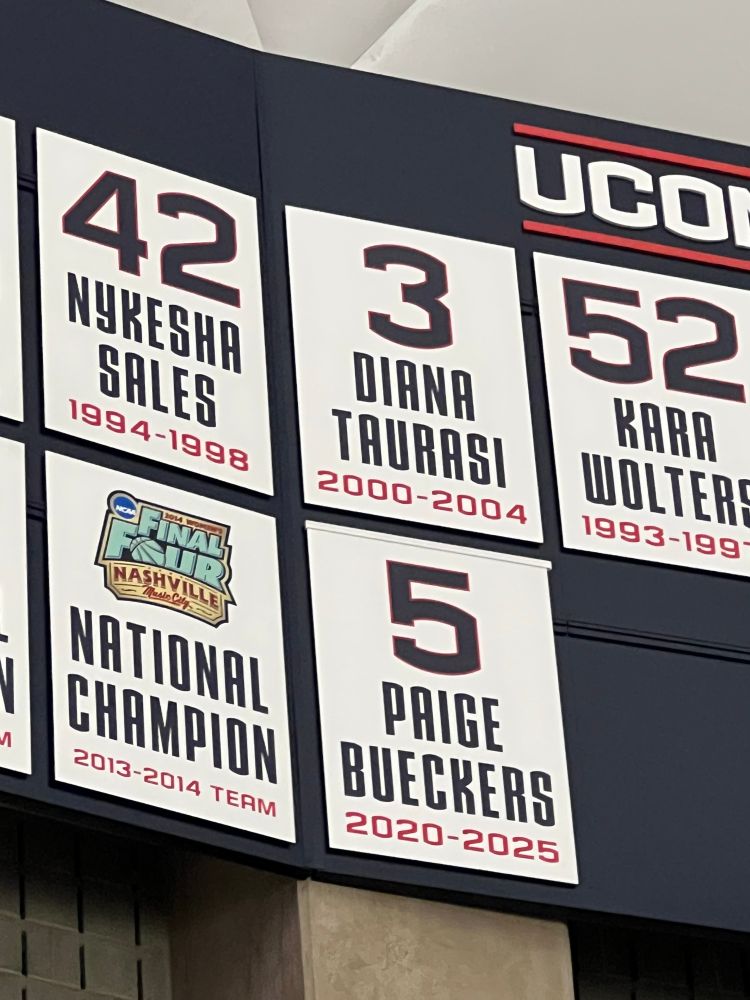 UCON
42
NYKESHA
SALES
1994-1998
3
DIANA
TAURASI
2000-2004
52
KARA
WOLTERS
1993-1997
NCAA
2014 WOMEN'S
FINAL
FOUR
NASHVILLE
Music City
NATIONAL
CHAMPION
2013-2014 TEAM
5
PAIGE
BUECKERS
2020-2025
L
N
M